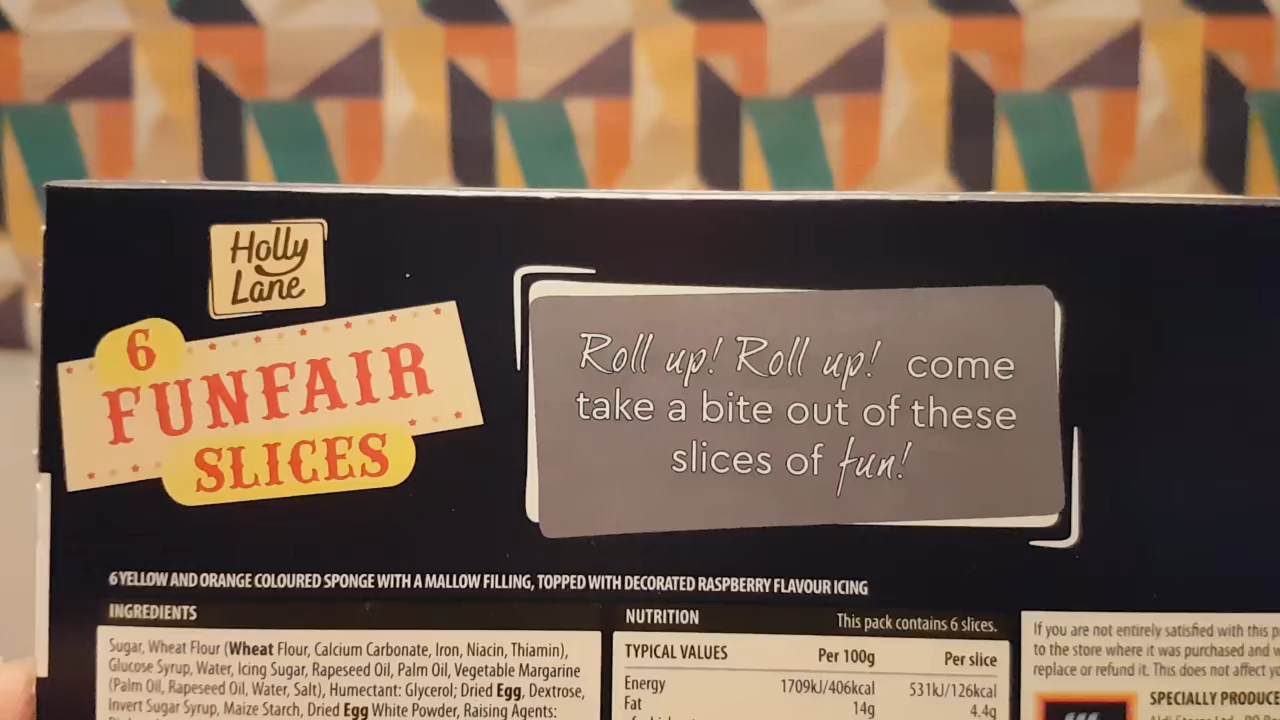 Holly
Lane
6
FUNFAIR
SLICES
Roll up! Roll up! come
take a bite out of these
slices of fun!
6 YELLOW AND ORANGE COLOURED SPONGE WITH A MALLOW FILLING, TOPPED WITH DECORATED RASPBERRY FLAVOUR ICING
INGREDIENTS
Sugar, Wheat Flour (Wheat Flour, Calcium Carbonate, Iron, Niacin, Thiamin),
Glucose Syrup, Water, Icing Sugar, Rapeseed Oil, Palm Oil, Vegetable Margarine
(Palm Oil, Rapeseed Oil, Water, Salt), Humectant: Glycerol; Dried Egg, Dextrose,
Invert Sugar Syrup, Maize Starch, Dried Egg White Powder, Raising Agents:
NUTRITION This pack contains 6 slices.
TYPICAL VALUES Per 100g Per slice
Energy 1709kJ/406kcal 531kJ/126kcal
Fat 14g 4.4g
If you are not entirely satisfied with this
to the store where it was purchased and
replace or refund it. This does not affect
SPECIALLY PRODUCE